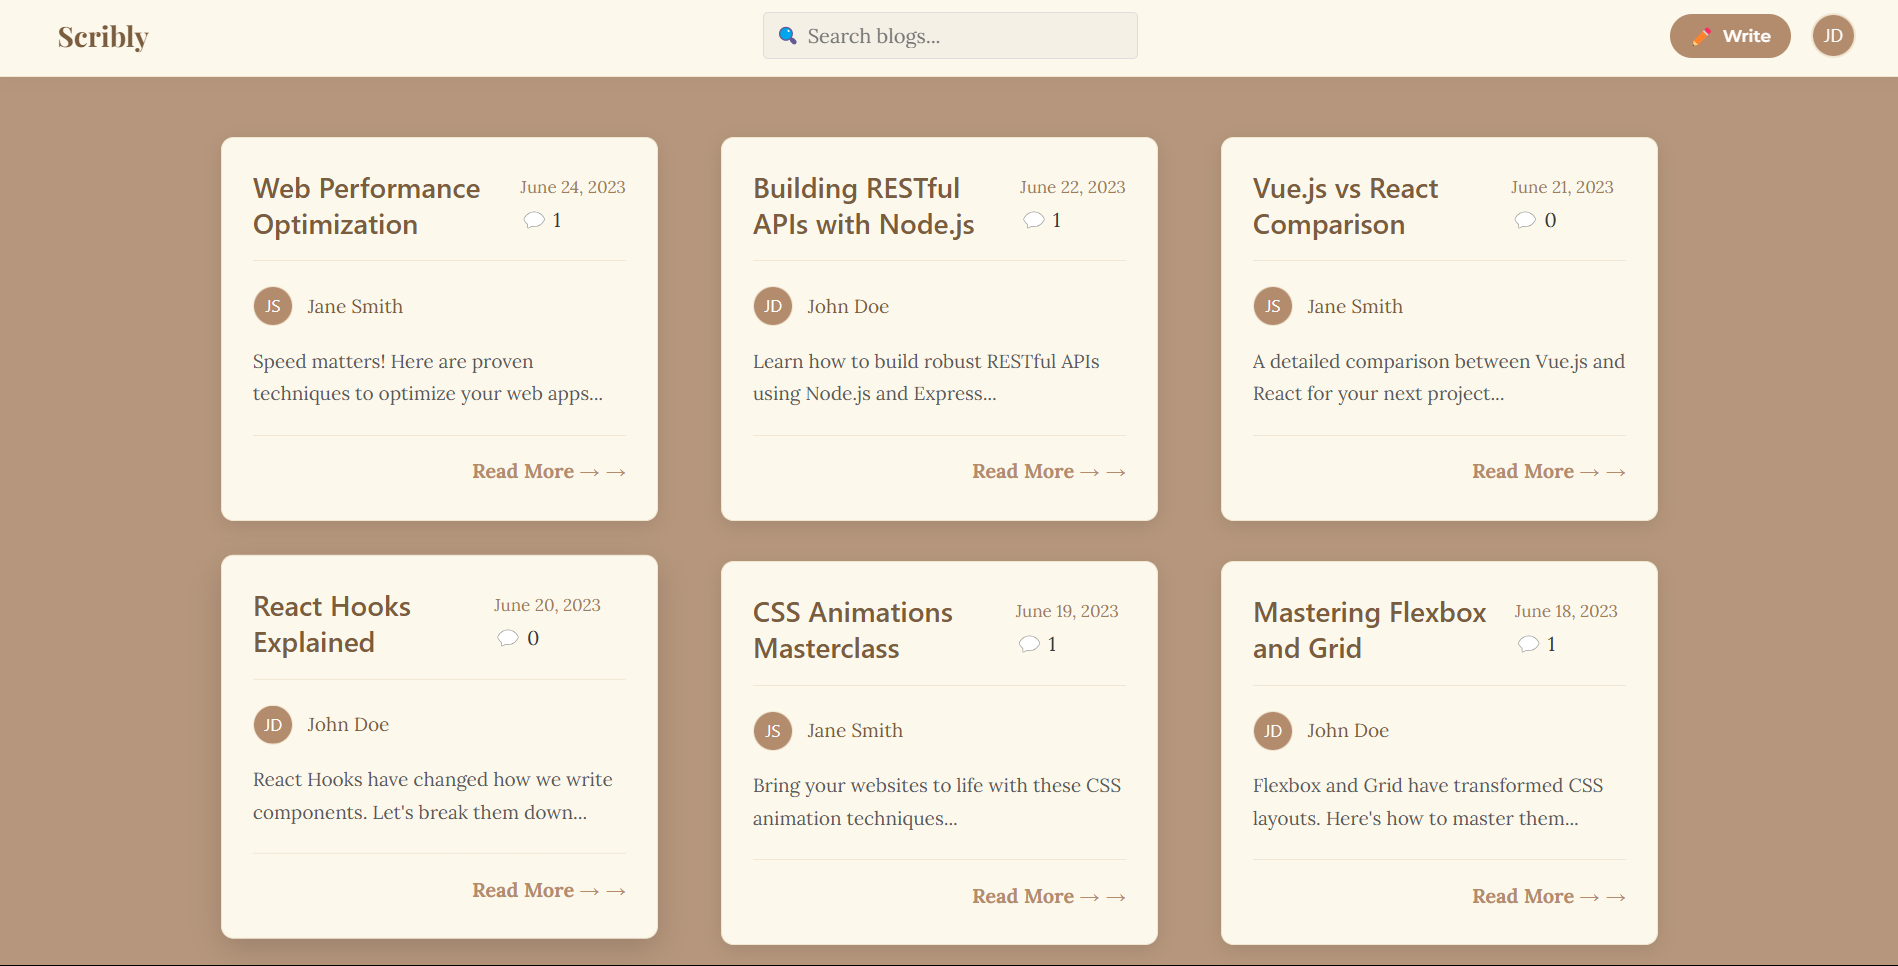 Scribly
Search blogs...
Write
JD
Web Performance
Optimization
June 24, 2023
1
JS
Jane Smith
Speed matters! Here are proven
techniques to optimize your web apps...
Read More → →
Building RESTful
APIs with Node.js
June 22, 2023
1
JD
John Doe
Learn how to build robust RESTful APIs
using Node.js and Express...
Read More → →
Vue.js vs React
Comparison
June 21, 2023
0
JS
Jane Smith
A detailed comparison between Vue.js and
React for your next project...
Read More → →
React Hooks
Explained
June 20, 2023
0
JD
John Doe
React Hooks have changed how we write
components. Let's break them down...
Read More → →
CSS Animations
Masterclass
June 19, 2023
1
JS
Jane Smith
Bring your websites to life with these CSS
animation techniques...
Read More → →
Mastering Flexbox
and Grid
June 18, 2023
1
JD
John Doe
Flexbox and Grid have transformed CSS
layouts. Here's how to master them...
Read More → →